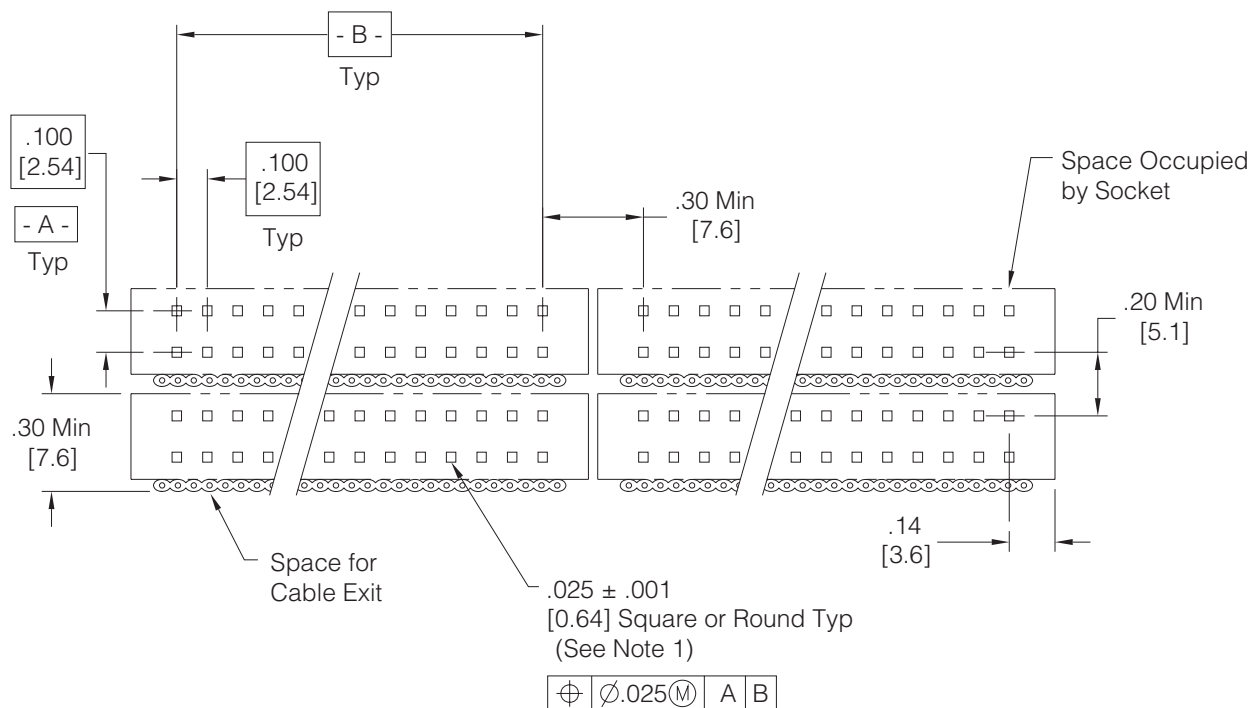 - B -
Typ
.100
[2.54]
- A -
Typ
.100
[2.54]
Typ
.30 Min
[7.6]
Space Occupied
by Socket
.20 Min
[5.1]
.30 Min
[7.6]
.14
[3.6]
Space for
Cable Exit
.025 ± .001
[0.64] Square or Round Typ
(See Note 1)
⌖ ∅.025Ⓜ A B